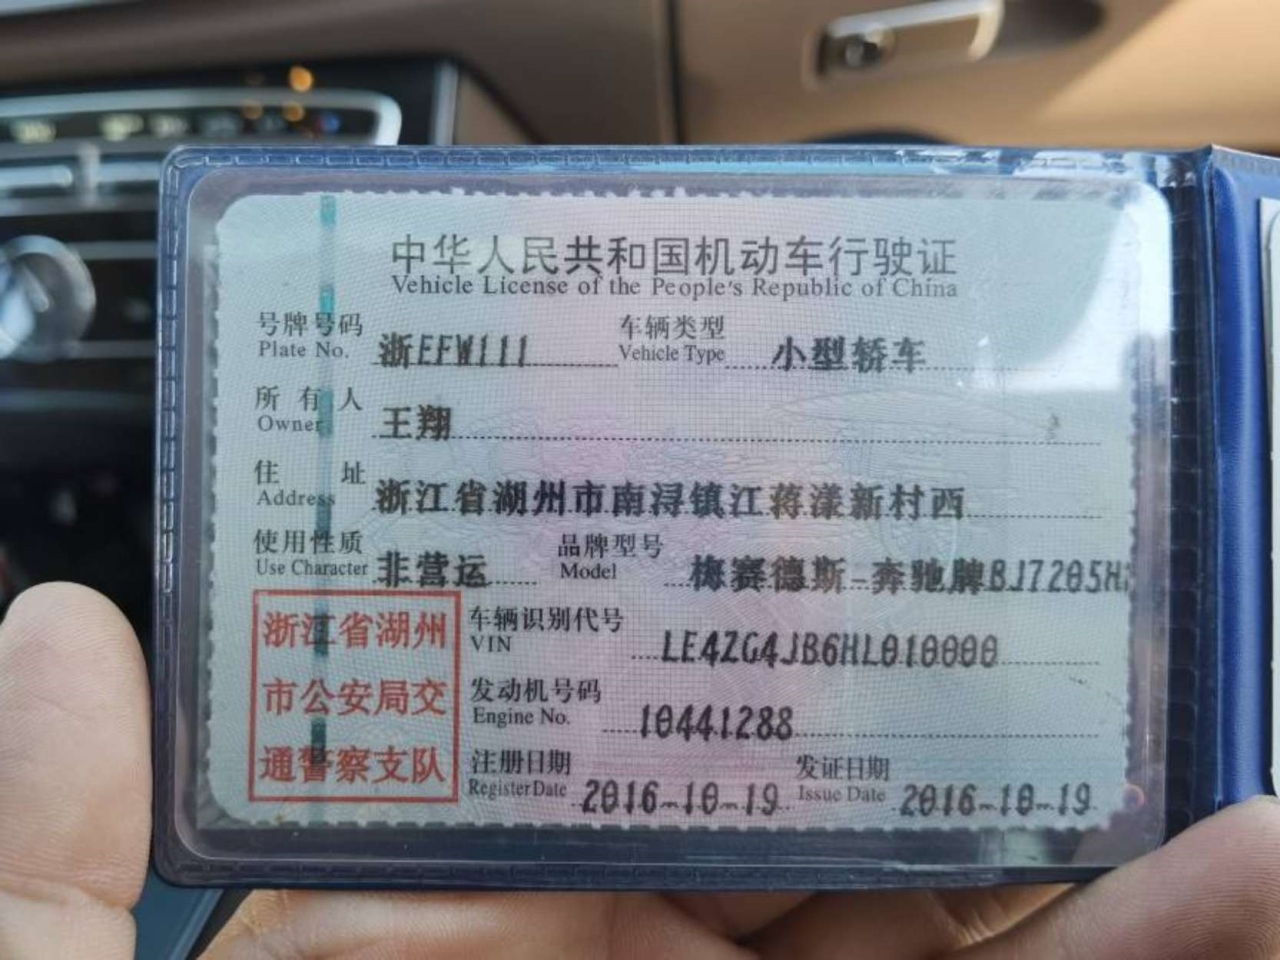 中华人民共和国机动车行驶证
Vehicle License of the People's Republic of China
号牌号码 浙EFW111 车辆类型 小型轿车
Plate No. Vehicle Type
所有人 王翔
Owner
住址 浙江省湖州市南浔镇江蒋漾新村西
Address
使用性质 非营运 品牌型号 梅赛德斯-奔驰牌BJ7205H
Use Character Model
浙江省湖州
市公安局交
通警察支队
车辆识别代号 LE4ZG4JB6HL010000
VIN
发动机号码 10441288
Engine No.
注册日期 2016-10-19 发证日期 2016-10-19
Register Date Issue Date